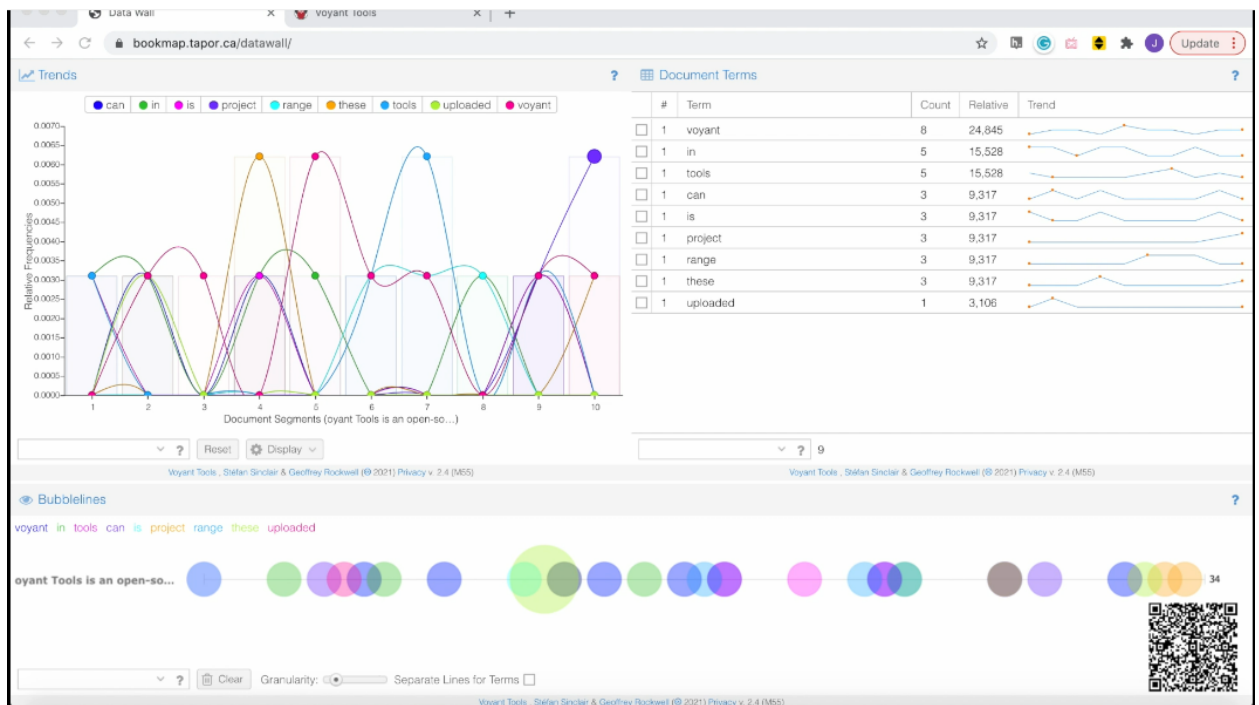 Data Wall × Voyant Tools × +
bookmap.tapor.ca/datawall/ Update
Trends ?
can in is project range these tools uploaded voyant
0.0070
0.0065
0.0060
0.0055
0.0050
0.0045
0.0040
0.0035
0.0030
0.0025
0.0020
0.0015
0.0010
0.0005
0.0000
Relative Frequencies
1 2 3 4 5 6 7 8 9 10
Document Segments (oyant Tools is an open-so...)
? Reset Display
Voyant Tools , Stéfan Sinclair & Geoffrey Rockwell (© 2021) Privacy v. 2.4 (M55)
Document Terms ?
# Term Count Relative Trend
1 voyant 8 24,845
1 in 5 15,528
1 tools 5 15,528
1 can 3 9,317
1 is 3 9,317
1 project 3 9,317
1 range 3 9,317
1 these 3 9,317
1 uploaded 1 3,106
? 9
Voyant Tools , Stéfan Sinclair & Geoffrey Rockwell (© 2021) Privacy v. 2.4 (M55)
Bubblelines ?
voyant in tools can is project range these uploaded
oyant Tools is an open-so... 34
? Clear Granularity: Separate Lines for Terms
Voyant Tools , Stéfan Sinclair & Geoffrey Rockwell (© 2021) Privacy v. 2.4 (M55)